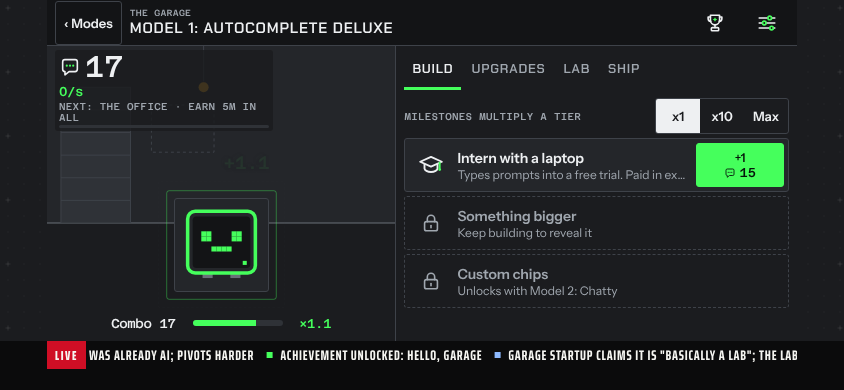 ‹ Modes
THE GARAGE
MODEL 1: AUTOCOMPLETE DELUXE
17
0/s
NEXT: THE OFFICE · EARN 5M IN
ALL
+1.1
Combo 17
×1.1
BUILD
UPGRADES
LAB
SHIP
MILESTONES MULTIPLY A TIER
x1
x10
Max
Intern with a laptop
Types prompts into a free trial. Paid in ex...
+1
15
Something bigger
Keep building to reveal it
Custom chips
Unlocks with Model 2: Chatty
LIVE
WAS ALREADY AI; PIVOTS HARDER ■ ACHIEVEMENT UNLOCKED: HELLO, GARAGE ■ GARAGE STARTUP CLAIMS IT IS "BASICALLY A LAB"; THE LAB